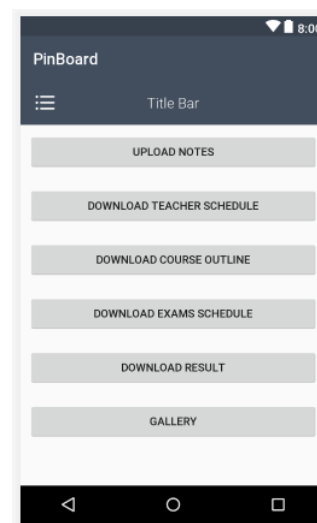 8:00
PinBoard
Title Bar
UPLOAD NOTES
DOWNLOAD TEACHER SCHEDULE
DOWNLOAD COURSE OUTLINE
DOWNLOAD EXAMS SCHEDULE
DOWNLOAD RESULT
GALLERY